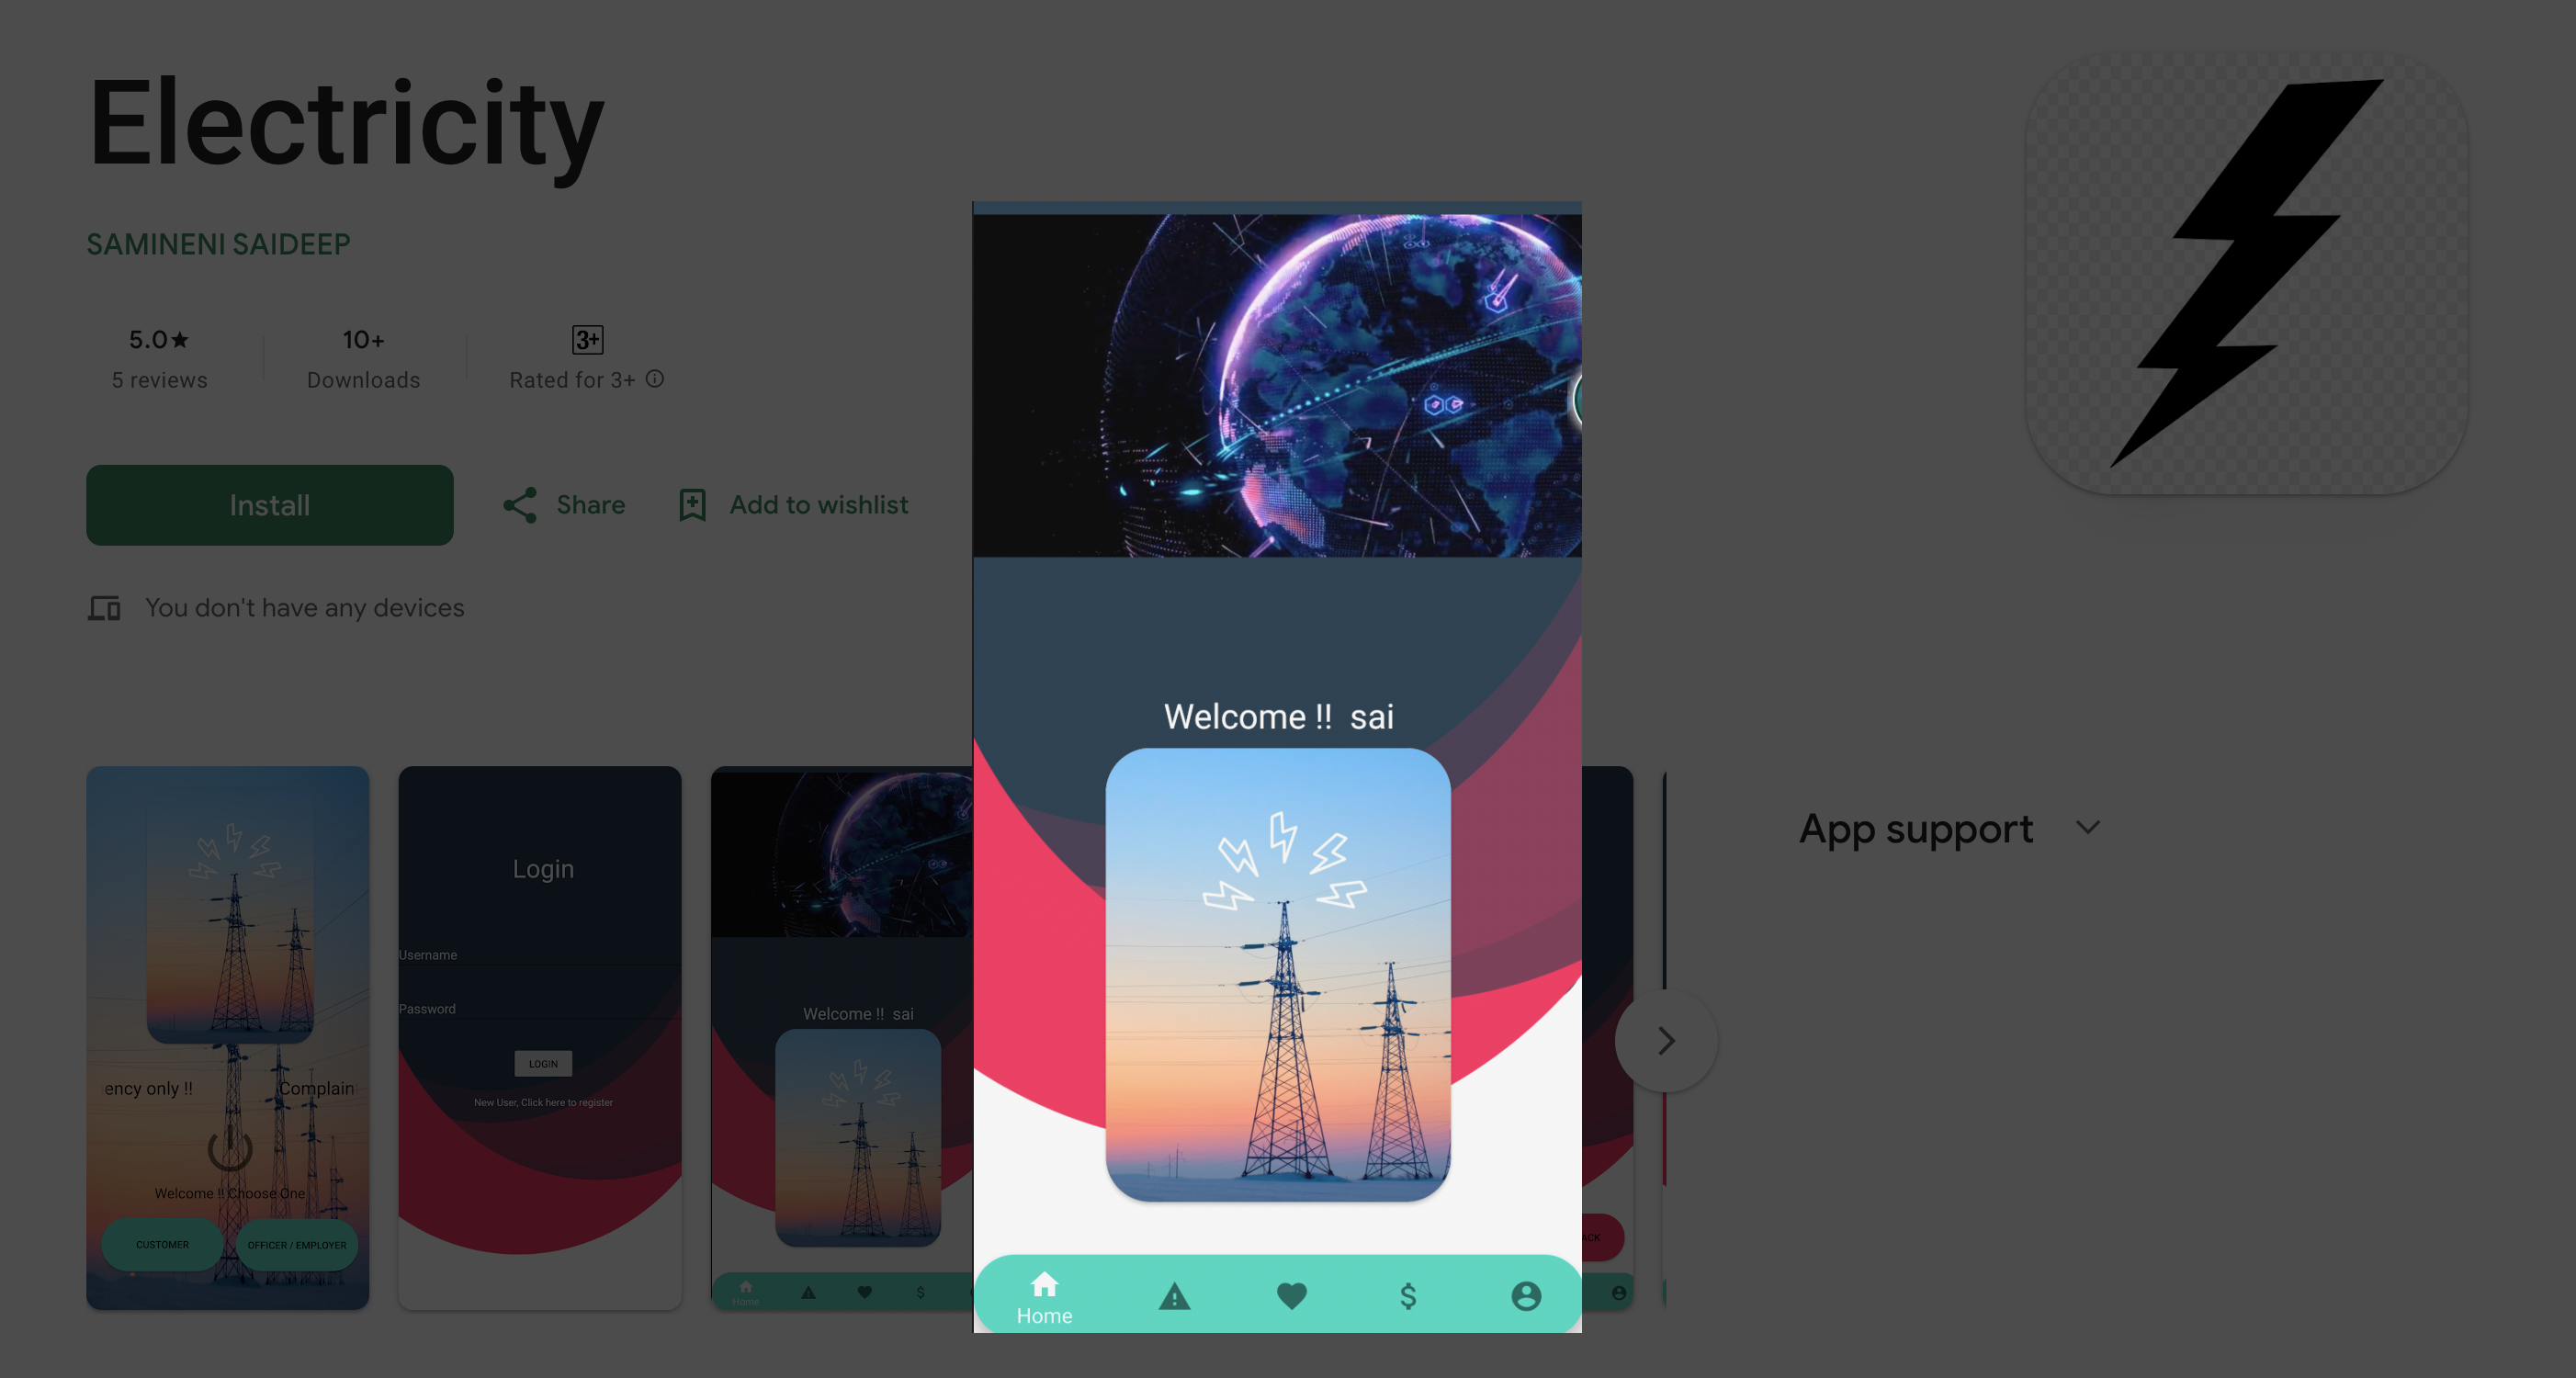 Electricity
SAMINENI SAIDEEP
5.0★
5 reviews
10+
Downloads
3+
Rated for 3+
Install
Share
Add to wishlist
You don't have any devices
ency only !!
Complain
Welcome !! Choose One
CUSTOMER
OFFICER / EMPLOYER
Login
Username
Password
LOGIN
New User, Click here to register
Welcome !! sai
Home
$
Welcome !! sai
Home
$
ACK
App support